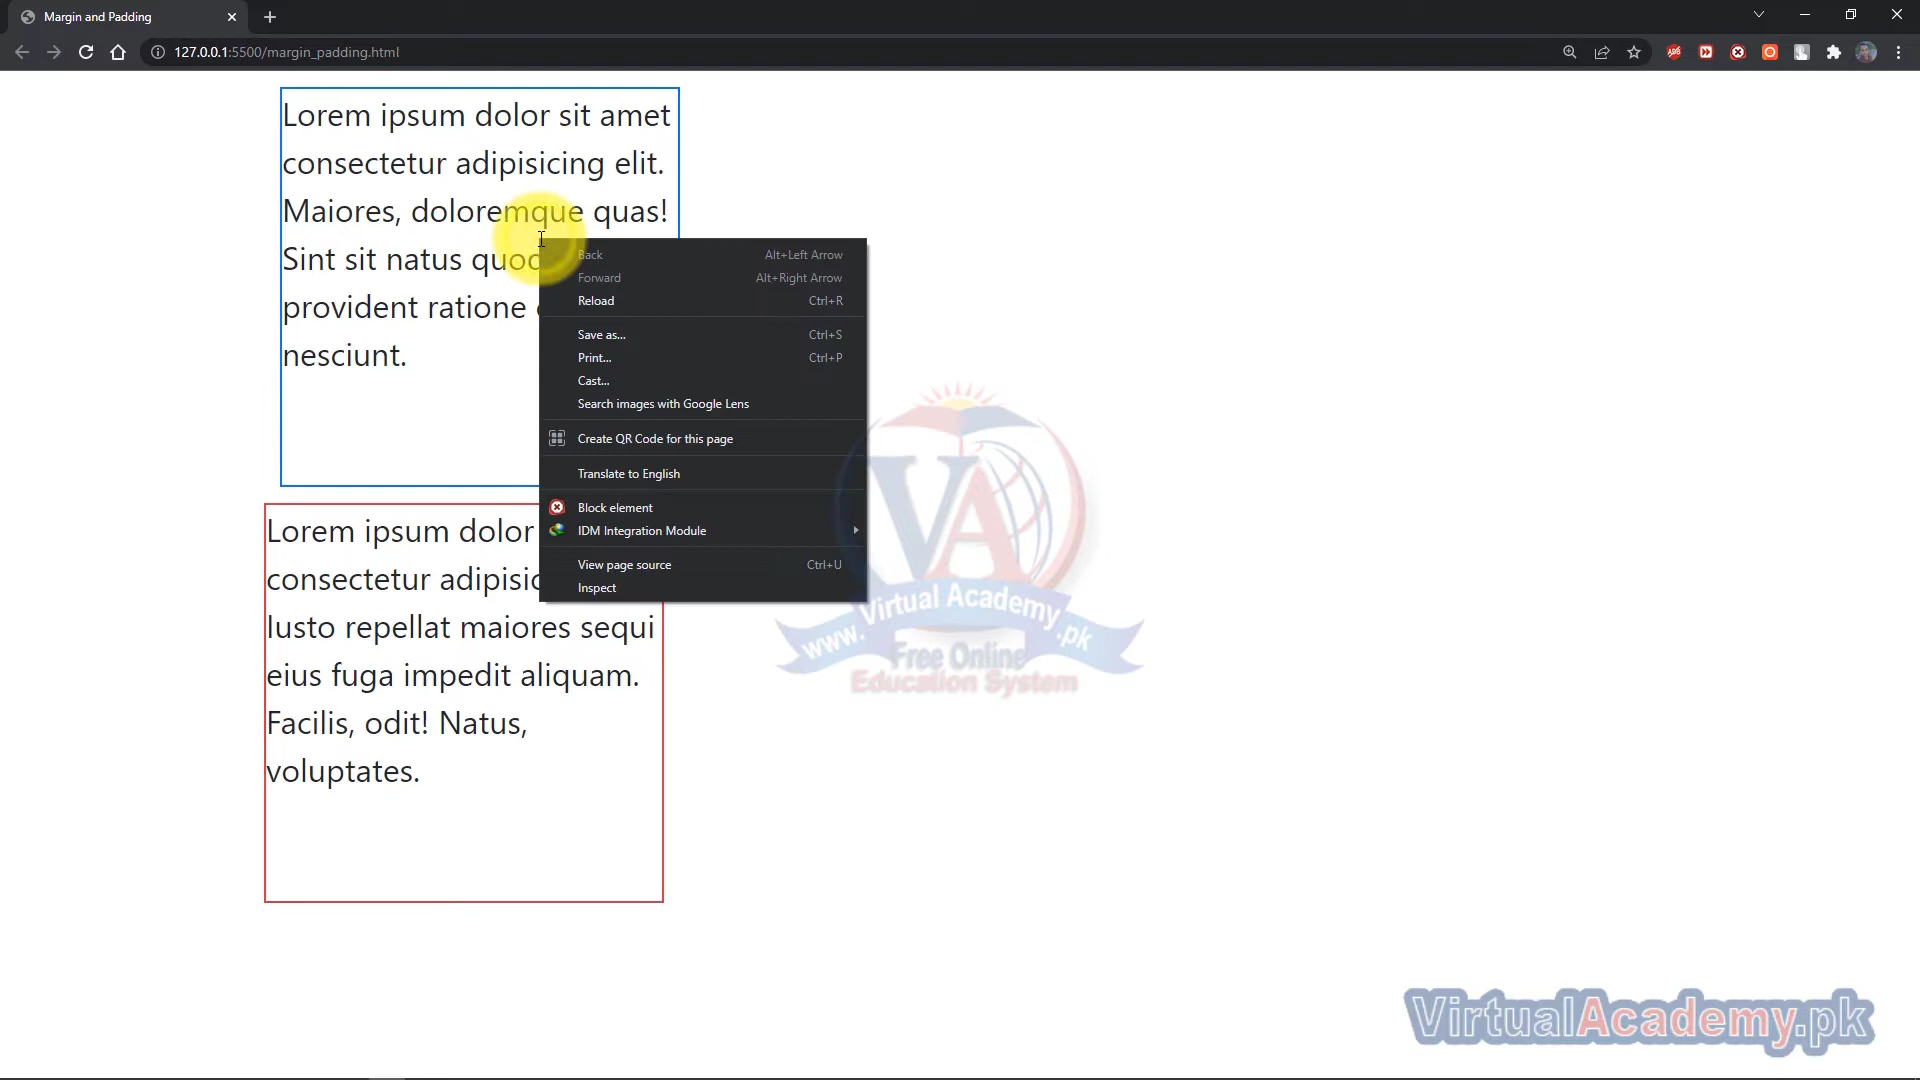 Margin and Padding
127.0.0.1:5500/margin_padding.html
Lorem ipsum dolor sit amet
consectetur adipisicing elit.
Maiores, doloremque quas!
Sint sit natus quod
provident ratione
nesciunt.
Back Alt+Left Arrow
Forward Alt+Right Arrow
Reload Ctrl+R
Save as... Ctrl+S
Print... Ctrl+P
Cast...
Search images with Google Lens
Create QR Code for this page
Translate to English
Block element
IDM Integration Module
View page source Ctrl+U
Inspect
Lorem ipsum dolor
consectetur adipisic
Iusto repellat maiores sequi
eius fuga impedit aliquam.
Facilis, odit! Natus,
voluptates.
VA
www.Virtual Academy.pk
Free Online
Education System
VirtualAcademy.pk